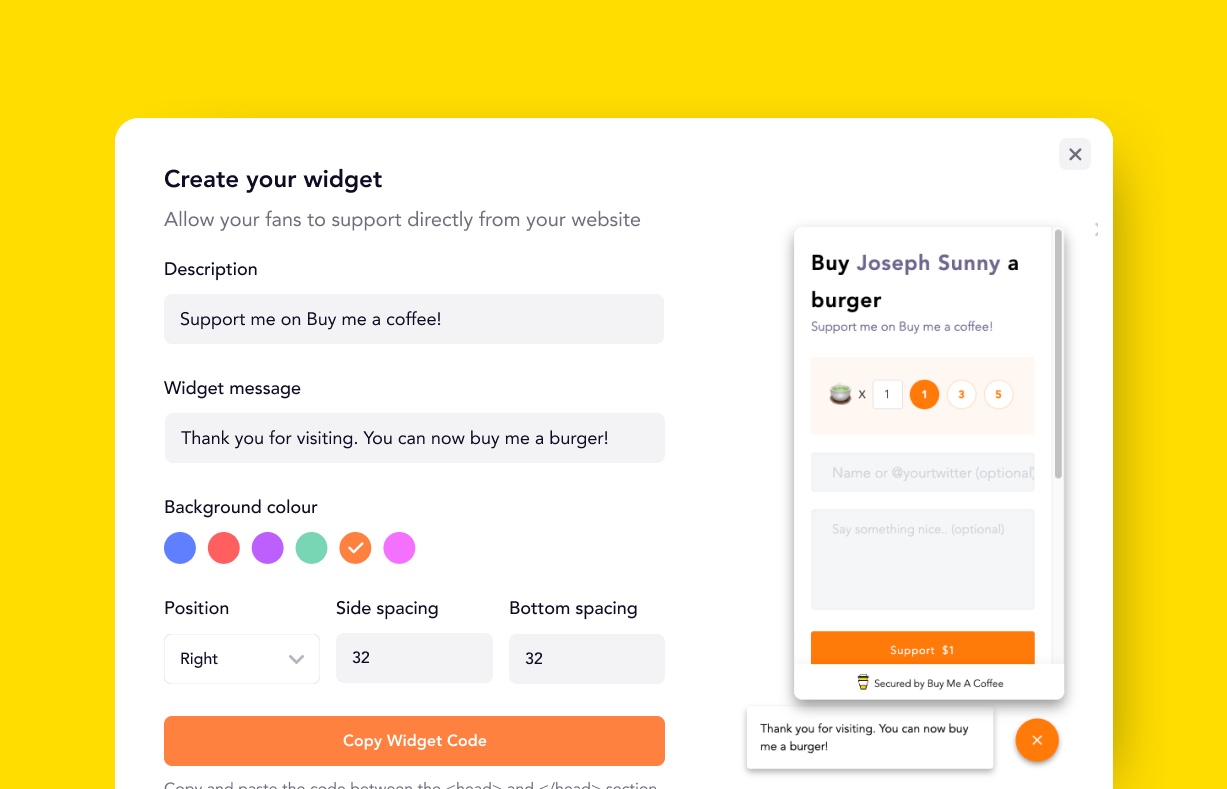 Create your widget
Allow your fans to support directly from your website
Description
Support me on Buy me a coffee!
Widget message
Thank you for visiting. You can now buy me a burger!
Background colour
Position
Side spacing
Bottom spacing
Right
32
32
Copy Widget Code
Copy and paste the code between the <head> and </head> section
Buy Joseph Sunny a
burger
Support me on Buy me a coffee!
X 1 1 3 5
Name or @yourtwitter (optional)
Say something nice.. (optional)
Support $1
Secured by Buy Me A Coffee
Thank you for visiting. You can now buy
me a burger!